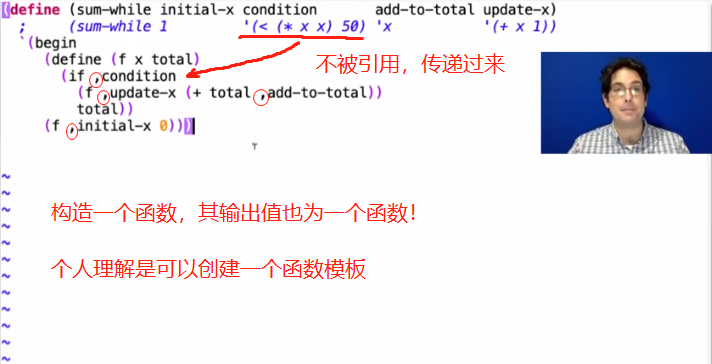 (define (sum-while initial-x condition add-to-total update-x)
; (sum-while 1 '(< (* x x) 50) 'x '(+ x 1))
`(begin
(define (f x total)
(if ,condition
(f ,update-x (+ total ,add-to-total))
total))
(f ,initial-x 0)))
不被引用，传递过来
构造一个函数，其输出值也为一个函数！
个人理解是可以创建一个函数模板
~
~
~
~
~
~
~
~
~
~
~